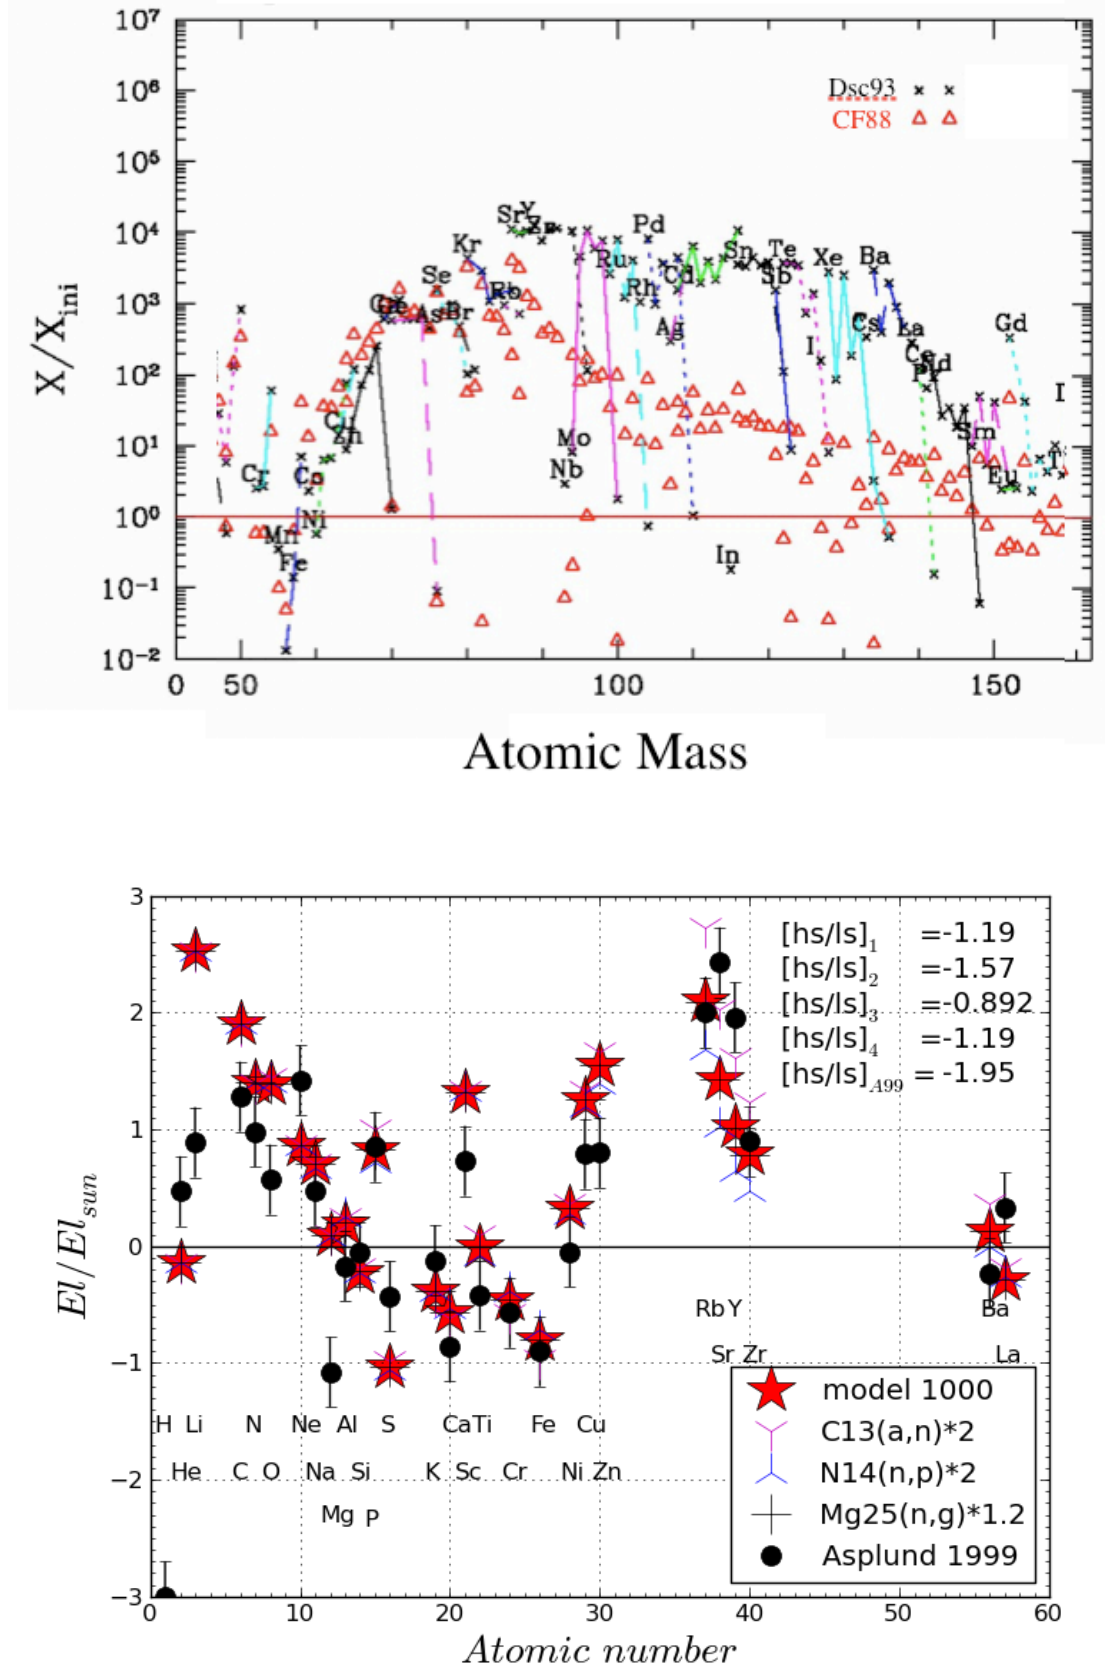 10⁷
10⁶
10⁵
10⁴
10³
10²
10¹
10⁰
10⁻¹
10⁻²
X/X_ini
Dsc93
CF88
Sr Y Zr
Pd
Kr
Ru
Sn Te
Xe Ba
Se
Rb
Rh
Cd
Sb
Ge
As Br
Ag
I
Cs La
Gd
Ce
Nd
Cu
Zn
Mo
Nb
Sm
Cr
Co
Eu
Ni
Mn
Fe
In
0 50 100 150
Atomic Mass
3
2
1
0
−1
−2
−3
El/El_sun
[hs/ls]₁ =-1.19
[hs/ls]₂ =-1.57
[hs/ls]₃ =-0.892
[hs/ls]₄ =-1.19
[hs/ls]_A99 = -1.95
Rb Y Ba
Sr Zr La
H Li N Ne Al S Ca Ti Fe Cu
He C O Na Si K Sc Cr Ni Zn
Mg P
model 1000
C13(a,n)*2
N14(n,p)*2
Mg25(n,g)*1.2
Asplund 1999
0 10 20 30 40 50 60
Atomic number